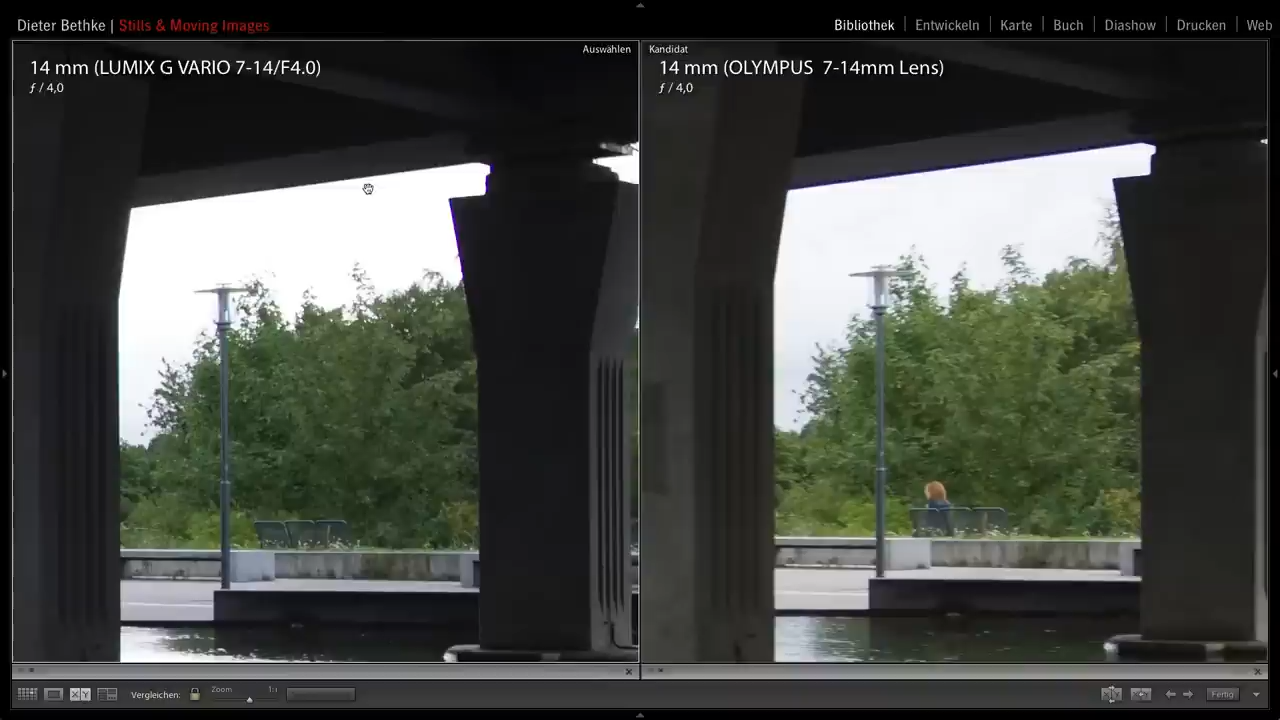 Dieter Bethke | Stills & Moving Images
Bibliothek | Entwickeln | Karte | Buch | Diashow | Drucken | Web
Auswählen
Kandidat
14 mm (LUMIX G VARIO 7-14/F4.0)
ƒ / 4,0
14 mm (OLYMPUS 7-14mm Lens)
ƒ / 4,0
XY Vergleichen: Zoom 1:1
Fertig